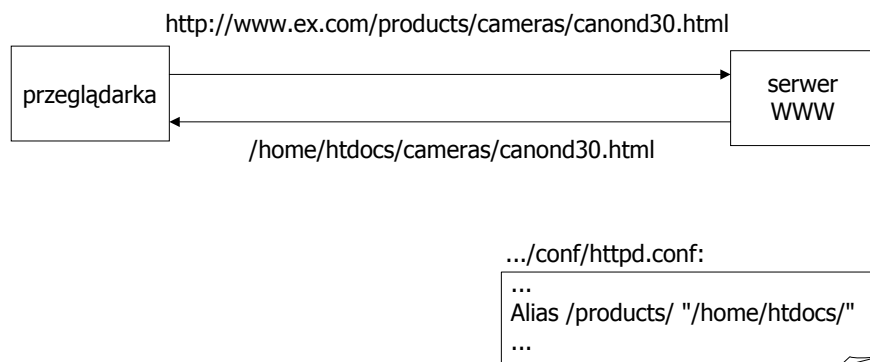 http://www.ex.com/products/cameras/canond30.html
przeglądarka
serwer
WWW
/home/htdocs/cameras/canond30.html
.../conf/httpd.conf:
...
Alias /products/ "/home/htdocs/"
...